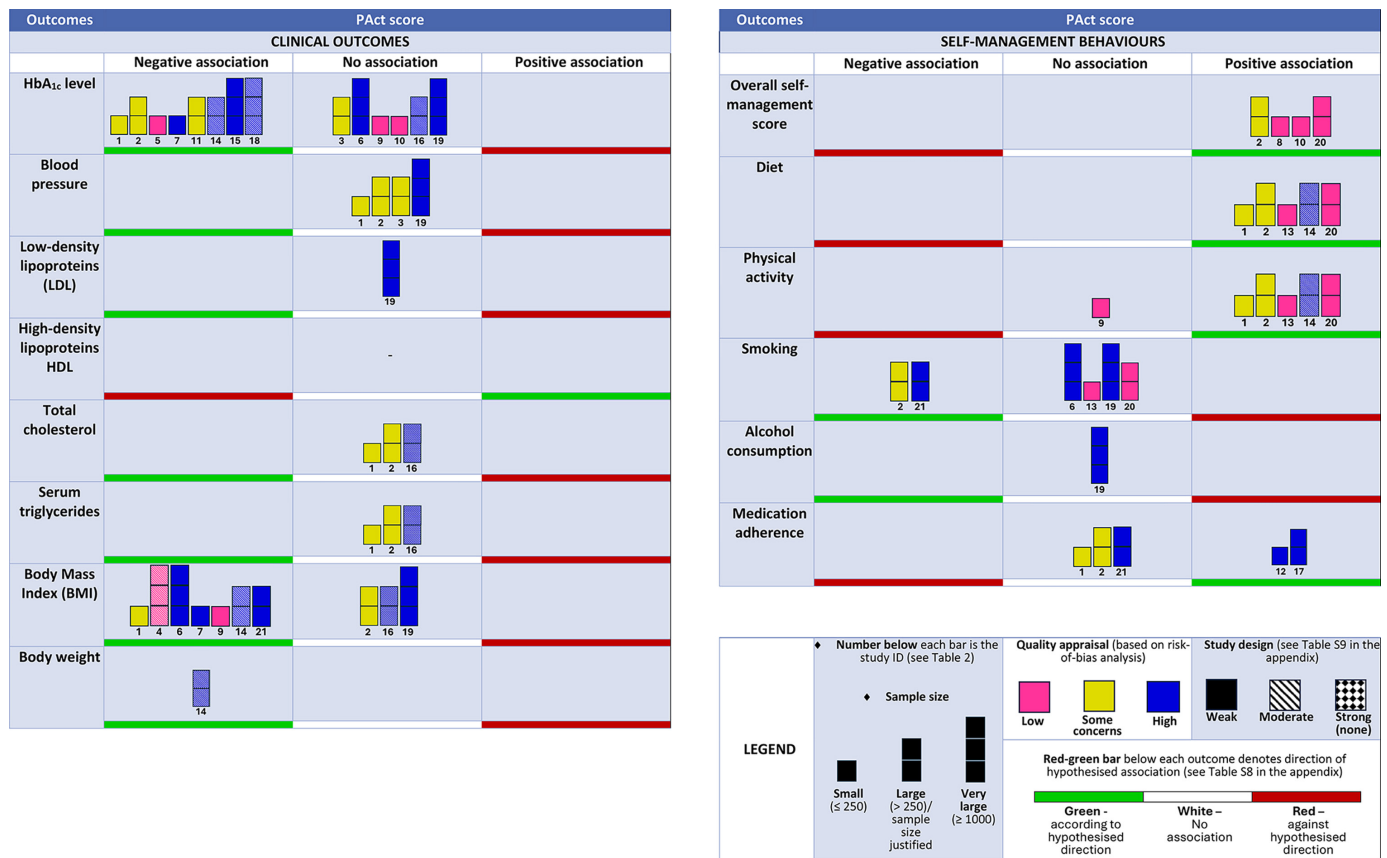 Outcomes PAct score
CLINICAL OUTCOMES
Negative association No association Positive association
HbA1c level
1 2 5 7 11 14 15 18
3 6 9 10 16 19
Blood
pressure
1 2 3 19
Low-density
lipoproteins
(LDL)
19
High-density
lipoproteins
HDL
-
Total
cholesterol
1 2 16
Serum
triglycerides
1 2 16
Body Mass
Index (BMI)
1 4 6 7 9 14 21
2 16 19
Body weight
14
Outcomes PAct score
SELF-MANAGEMENT BEHAVIOURS
Negative association No association Positive association
Overall self-
management
score
2 8 10 20
Diet
1 2 13 14 20
Physical
activity
9
1 2 13 14 20
Smoking
2 21
6 13 19 20
Alcohol
consumption
19
Medication
adherence
1 2 21
12 17
LEGEND
♦ Number below each bar is the
study ID (see Table 2)
♦ Sample size
Small
(≤ 250)
Large
(> 250)/
sample
size
justified
Very
large
(≥ 1000)
Quality appraisal (based on risk-
of-bias analysis)
Low
Some
concerns
High
Study design (see Table S9 in the
appendix)
Weak
Moderate
Strong
(none)
Red-green bar below each outcome denotes direction of
hypothesised association (see Table S8 in the appendix)
Green -
according to
hypothesised
direction
White –
No
association
Red –
against
hypothesised
direction